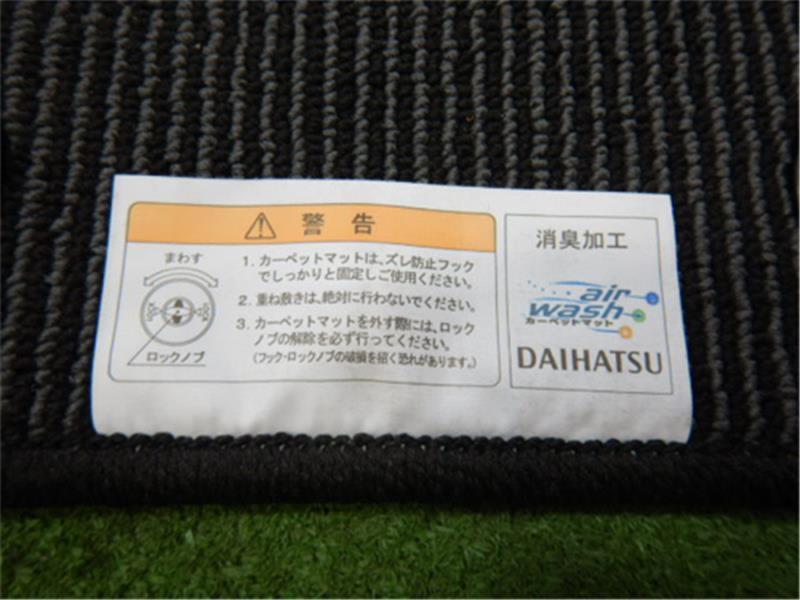 警告
まわす
LOCK
LOCK
ロックノブ
1. カーペットマットは、ズレ防止フック
でしっかりと固定しご使用ください。
2. 重ね敷きは、絶対に行わないでください。
3. カーペットマットを外す際には、ロック
ノブの解除を必ず行ってください。
(フック・ロックノブの破損を招く恐れがあります。)
消臭加工
air
wash
カーペットマット
DAIHATSU